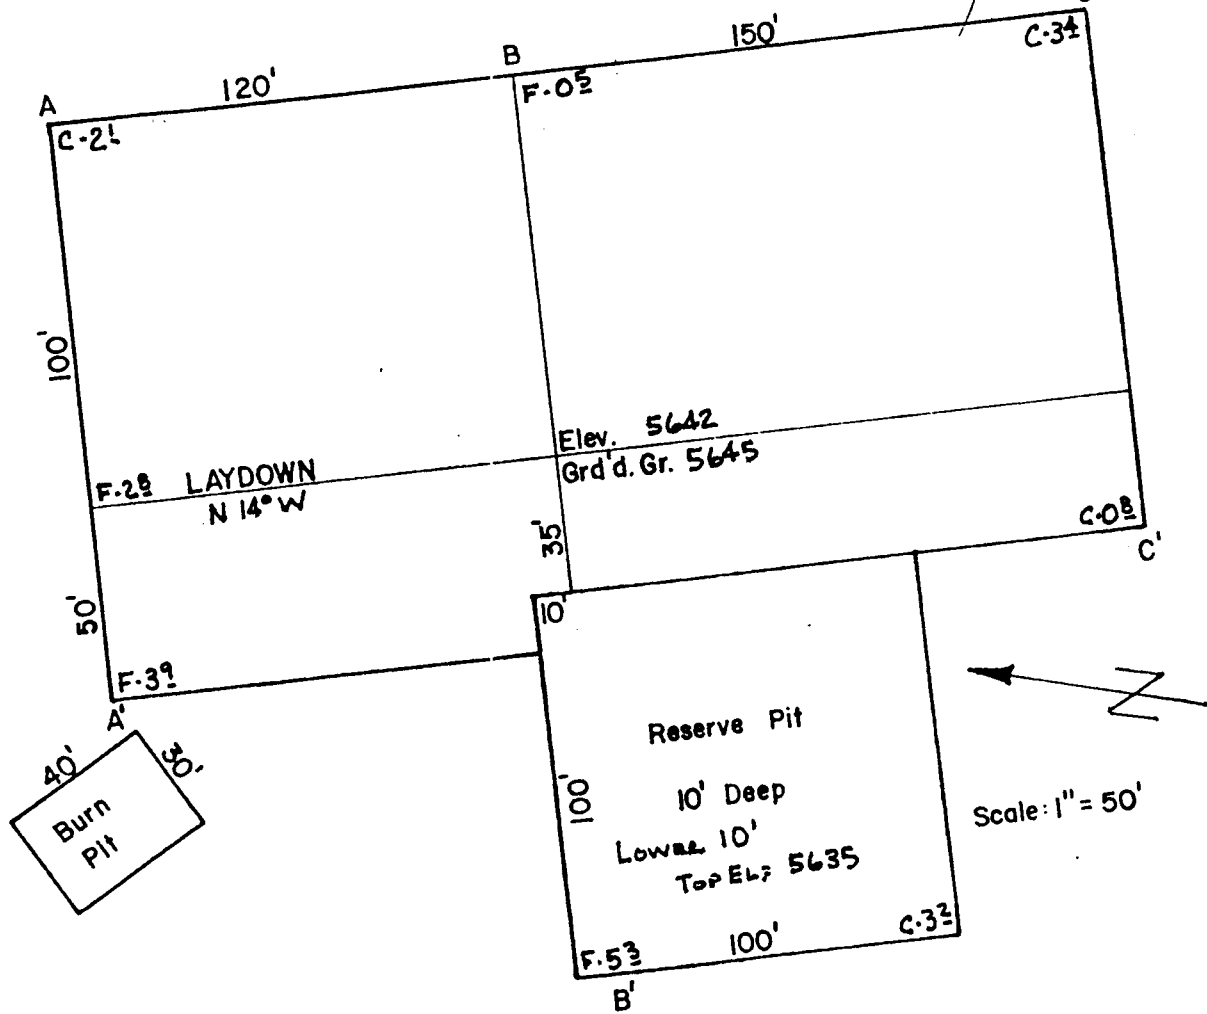 150'
B
C-3⁴
120'
A
F-0⁵
C-2¹
100'
Elev. 5642
Grd'd. Gr. 5645
F-2⁸ LAYDOWN
N 14° W
C-0⁸
35'
C'
10'
50'
F-3⁹
A'
40'
30'
Burn
Pit
Reserve Pit
10' Deep
100'
Scale: 1" = 50'
10'
Top EL; 5635
C-3²
100'
F-5³
B'